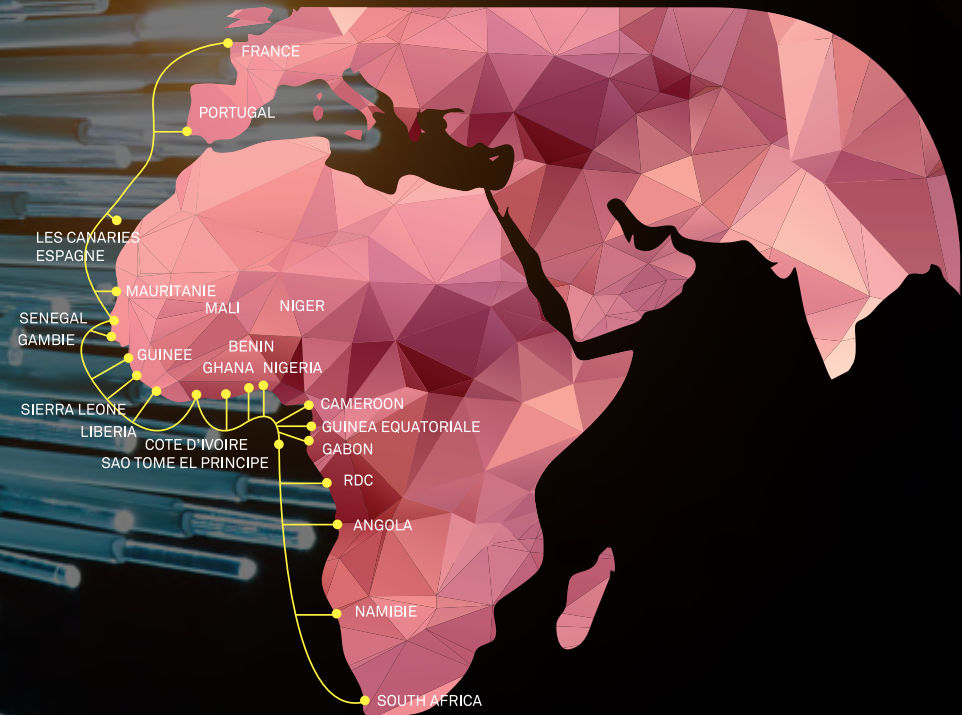 FRANCE
PORTUGAL
LES CANARIES
ESPAGNE
MAURITANIE
MALI
NIGER
SENEGAL
GAMBIE
BENIN
GUINEE
GHANA
NIGERIA
CAMEROON
SIERRA LEONE
GUINEA EQUATORIALE
LIBERIA
COTE D'IVOIRE
GABON
SAO TOME EL PRINCIPE
RDC
ANGOLA
NAMIBIE
SOUTH AFRICA